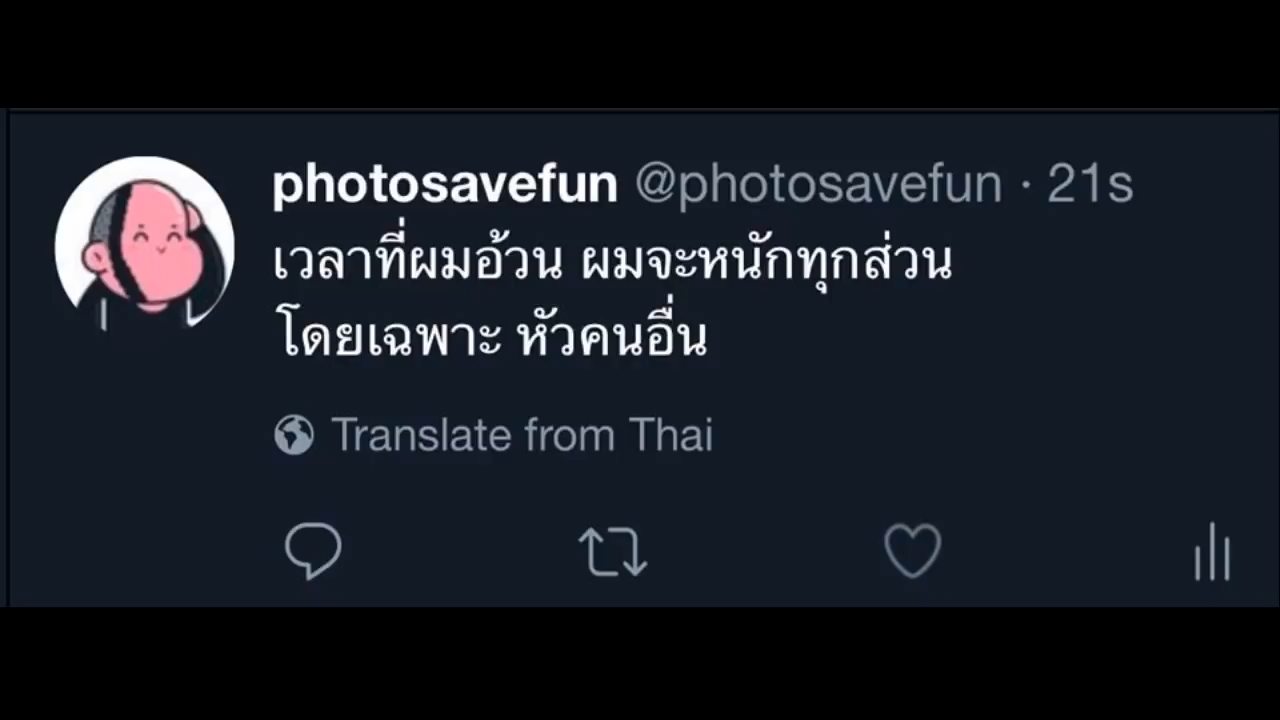 photosavefun @photosavefun · 21s
เวลาที่ผมอ้วน ผมจะหนักทุกส่วน
โดยเฉพาะ หัวคนอื่น
Translate from Thai